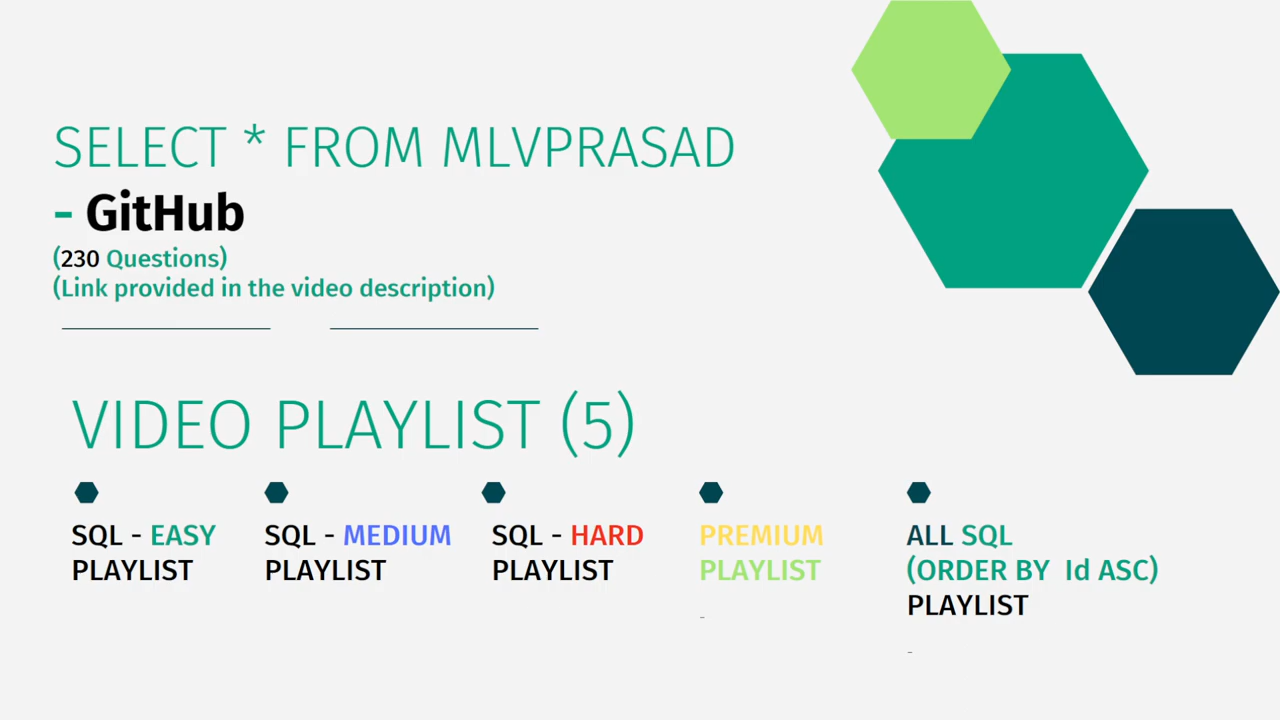 SELECT * FROM MLVPRASAD
- GitHub
(230 Questions)
(Link provided in the video description)
VIDEO PLAYLIST (5)
SQL - EASY
PLAYLIST
SQL - MEDIUM
PLAYLIST
SQL - HARD
PLAYLIST
PREMIUM
PLAYLIST
-
ALL SQL
(ORDER BY Id ASC)
PLAYLIST
-